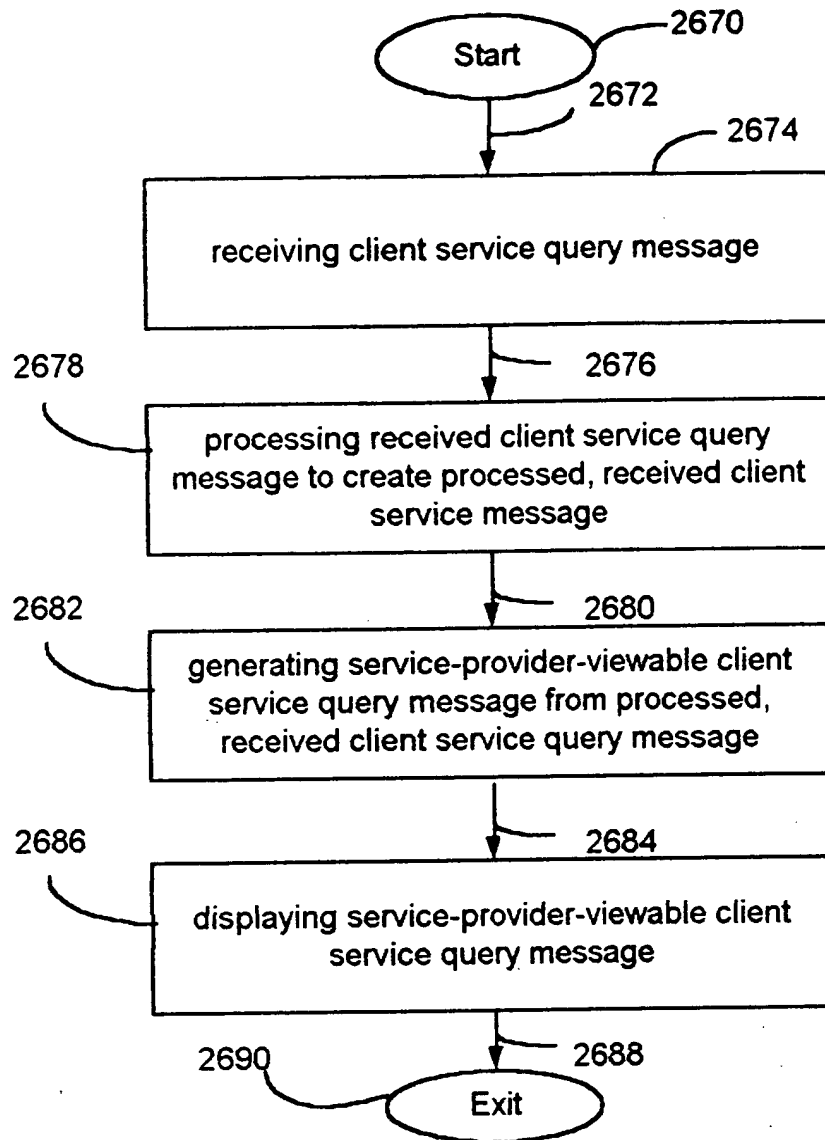 2670
Start
2672
2674
receiving client service query message
2676
2678
processing received client service query
message to create processed, received client
service message
2680
2682
generating service-provider-viewable client
service query message from processed,
received client service query message
2684
2686
displaying service-provider-viewable client
service query message
2688
2690
Exit